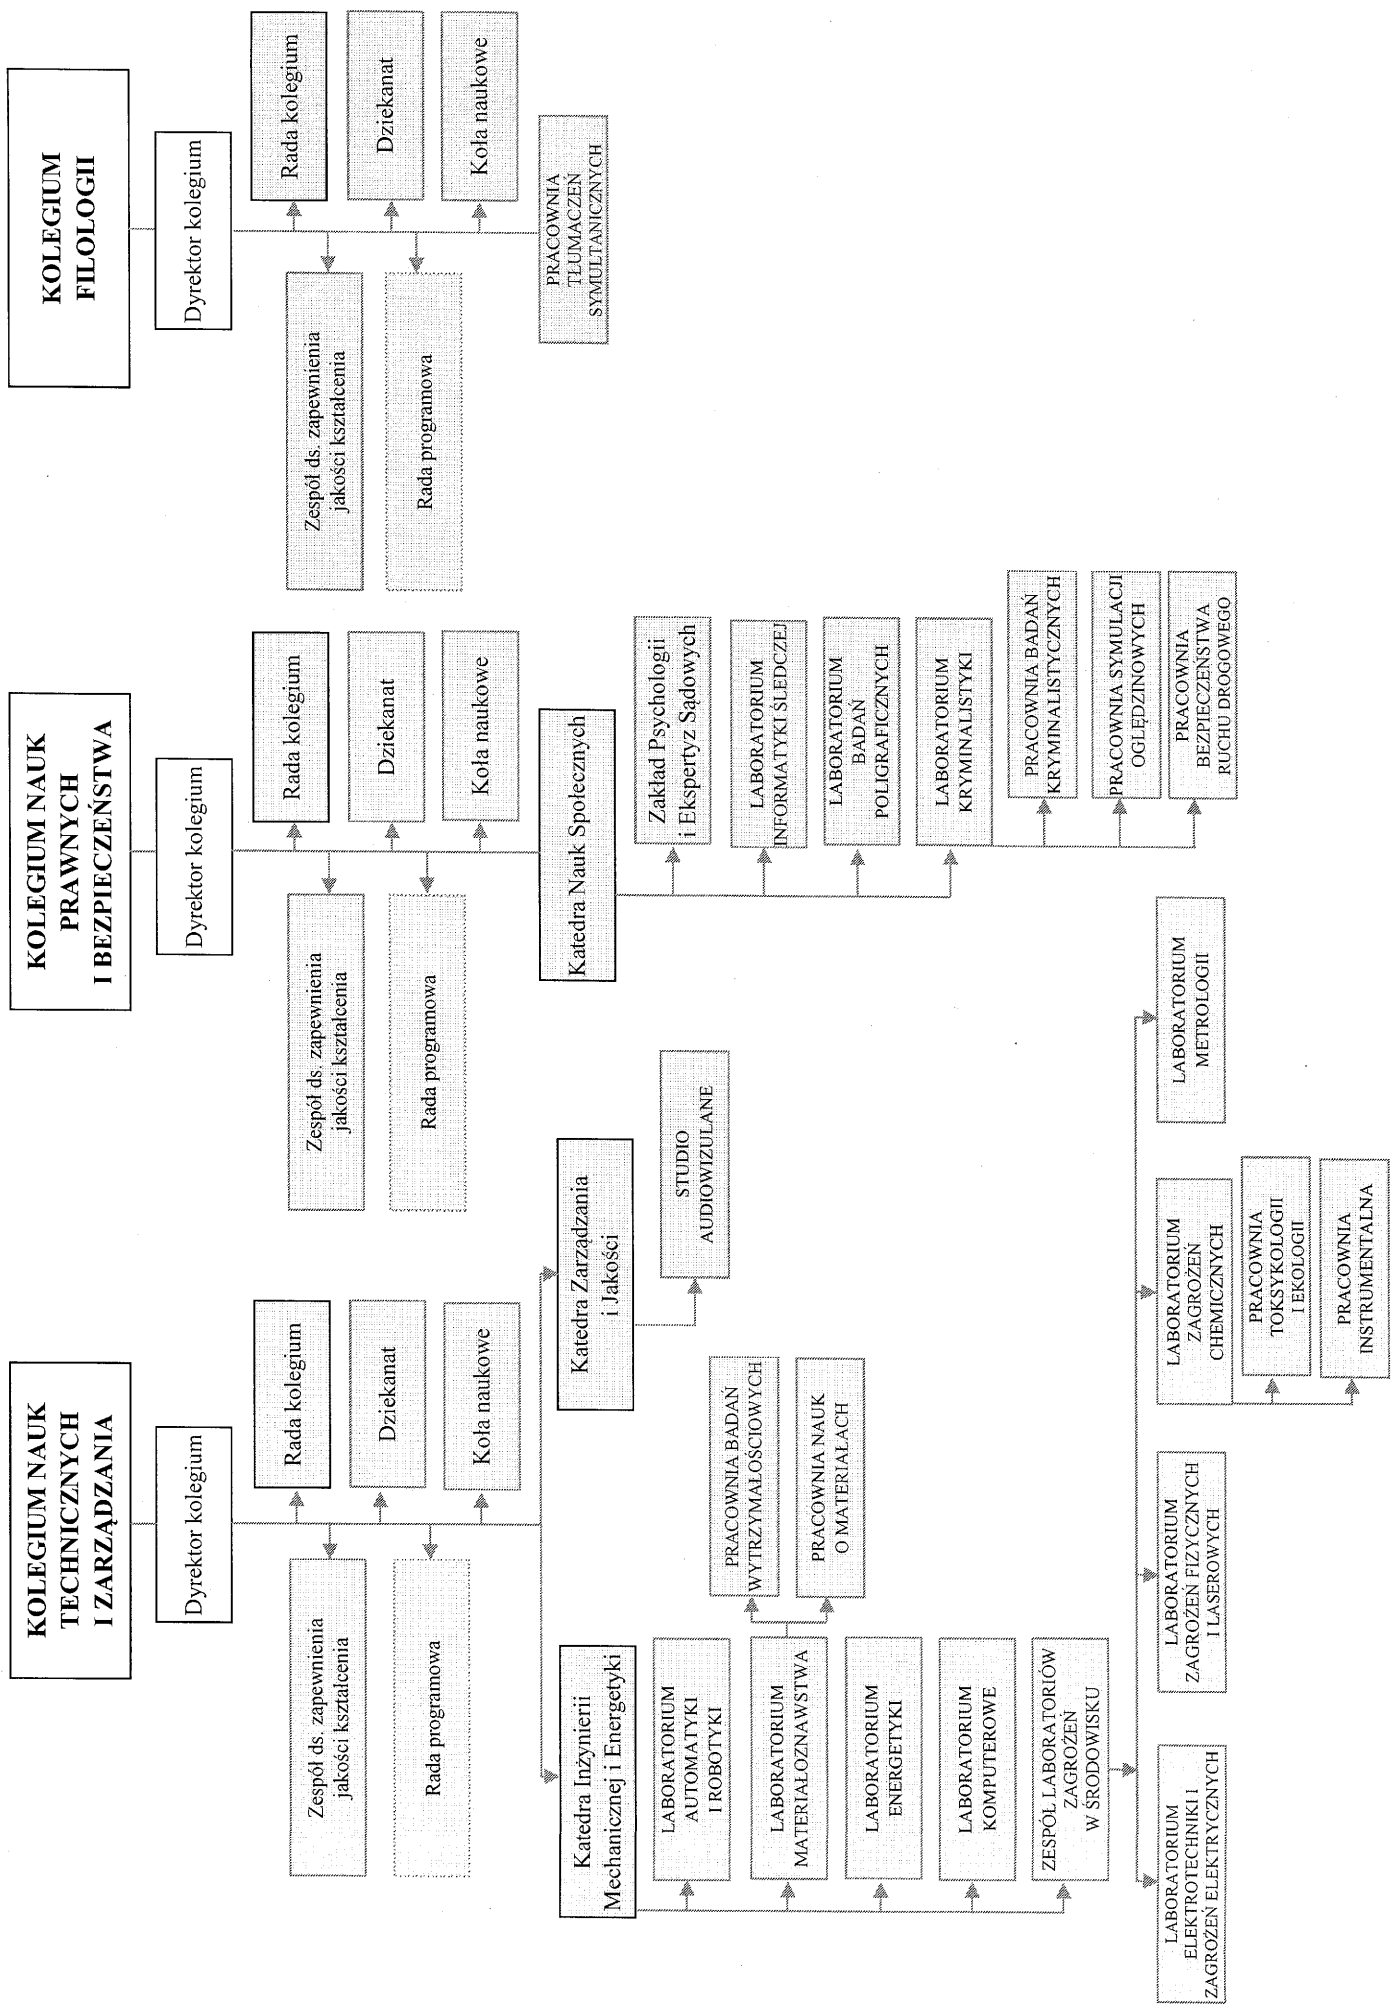 KOLEGIUM NAUK
TECHNICZNYCH
I ZARZĄDZANIA
Dyrektor kolegium
Rada kolegium
Zespół ds. zapewnienia
jakości kształcenia
Dziekanat
Rada programowa
Koła naukowe
Katedra Inżynierii
Mechanicznej i Energetyki
LABORATORIUM
AUTOMATYKI
I ROBOTYKI
LABORATORIUM
MATERIAŁOZNAWSTWA
PRACOWNIA BADAŃ
WYTRZYMAŁOŚCIOWYCH
PRACOWNIA NAUK
O MATERIAŁACH
LABORATORIUM
ENERGETYKI
LABORATORIUM
KOMPUTEROWE
ZESPÓL LABORATORIÓW
ZAGROŻEŃ
W ŚRODOWISKU
LABORATORIUM
ELEKTROTECHNIKI I
ZAGROŻEŃ ELEKTRYCZNYCH
LABORATORIUM
ZAGROŻEŃ FIZYCZNYCH
I LASEROWYCH
LABORATORIUM
ZAGROŻEŃ
CHEMICZNYCH
PRACOWNIA
TOKSYKOLOGII
I EKOLOGII
PRACOWNIA
INSTRUMENTALNA
LABORATORIUM
METROLOGII
Katedra Zarządzania
i Jakości
STUDIO
AUDIOWIZULANE
KOLEGIUM NAUK
PRAWNYCH
I BEZPIECZEŃSTWA
Dyrektor kolegium
Rada kolegium
Zespół ds. zapewnienia
jakości kształcenia
Dziekanat
Rada programowa
Koła naukowe
Katedra Nauk Społecznych
Zakład Psychologii
i Ekspertyz Sądowych
LABORATORIUM
INFORMATYKI ŚLEDCZEJ
LABORATORIUM
BADAŃ
POLIGRAFICZNYCH
LABORATORIUM
KRYMINALISTYKI
PRACOWNIA BADAŃ
KRYMINALISTYCZNYCH
PRACOWNIA SYMULACJI
OGLĘDZINOWYCH
PRACOWNIA
BEZPIECZEŃSTWA
RUCHU DROGOWEGO
KOLEGIUM
FILOLOGII
Dyrektor kolegium
Rada kolegium
Zespół ds. zapewnienia
jakości kształcenia
Dziekanat
Rada programowa
Koła naukowe
PRACOWNIA
TŁUMACZEŃ
SYMULTANICZNYCH